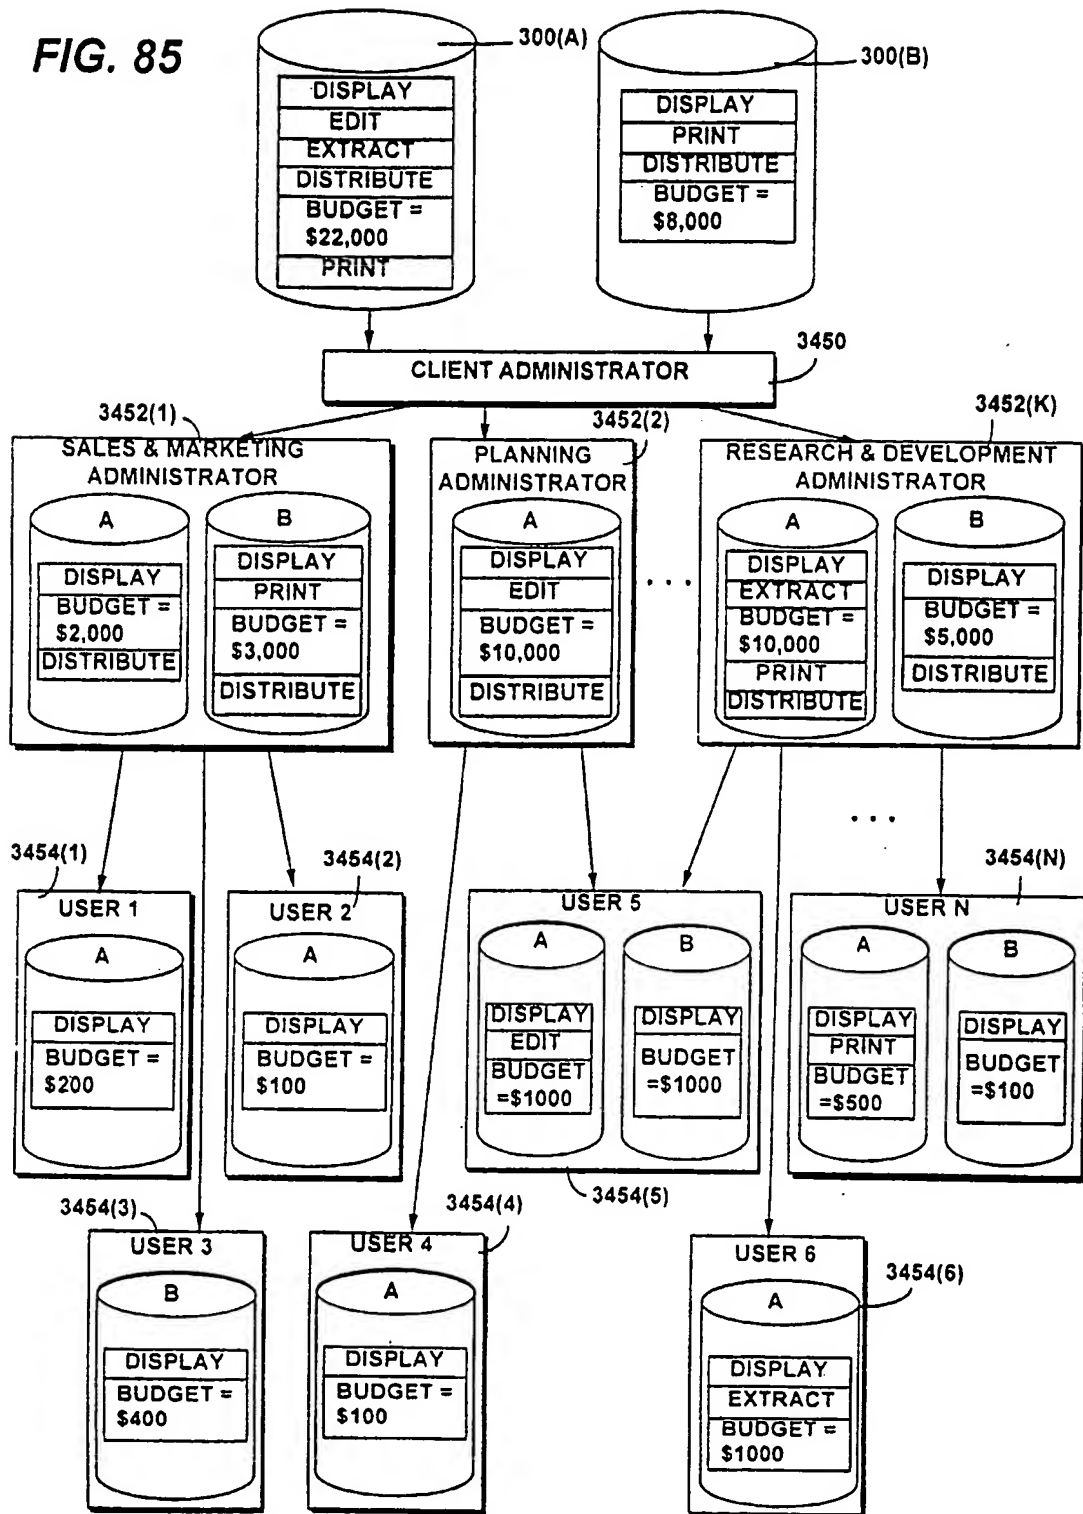 FIG. 85
300(A)
300(B)
DISPLAY
EDIT
EXTRACT
DISTRIBUTE
BUDGET =
$22,000
PRINT
DISPLAY
PRINT
DISTRIBUTE
BUDGET =
$8,000
3450
CLIENT ADMINISTRATOR
3452(1)
3452(2)
3452(K)
SALES & MARKETING
ADMINISTRATOR
A
DISPLAY
BUDGET =
$2,000
DISTRIBUTE
B
DISPLAY
PRINT
BUDGET =
$3,000
DISTRIBUTE
PLANNING
ADMINISTRATOR
A
DISPLAY
EDIT
BUDGET =
$10,000
DISTRIBUTE
. . .
RESEARCH & DEVELOPMENT
ADMINISTRATOR
A
DISPLAY
EXTRACT
BUDGET =
$10,000
PRINT
DISTRIBUTE
B
DISPLAY
BUDGET =
$5,000
DISTRIBUTE
. . .
3454(1)
USER 1
A
DISPLAY
BUDGET =
$200
3454(2)
USER 2
A
DISPLAY
BUDGET =
$100
USER 5
A
DISPLAY
EDIT
BUDGET
=$1000
B
DISPLAY
BUDGET
=$1000
3454(5)
3454(N)
USER N
A
DISPLAY
PRINT
BUDGET
=$500
B
DISPLAY
BUDGET
=$100
3454(3)
USER 3
B
DISPLAY
BUDGET =
$400
3454(4)
USER 4
A
DISPLAY
BUDGET =
$100
3454(6)
USER 6
A
DISPLAY
EXTRACT
BUDGET =
$1000